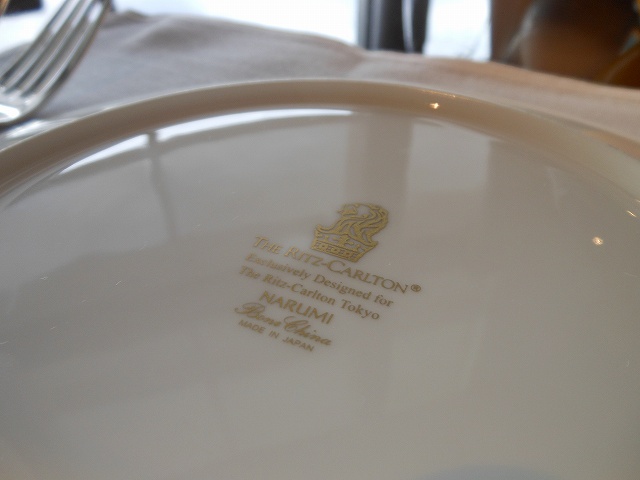 THE RITZ-CARLTON®
Exclusively Designed for
The Ritz-Carlton Tokyo
NARUMI
Bone China
MADE IN JAPAN